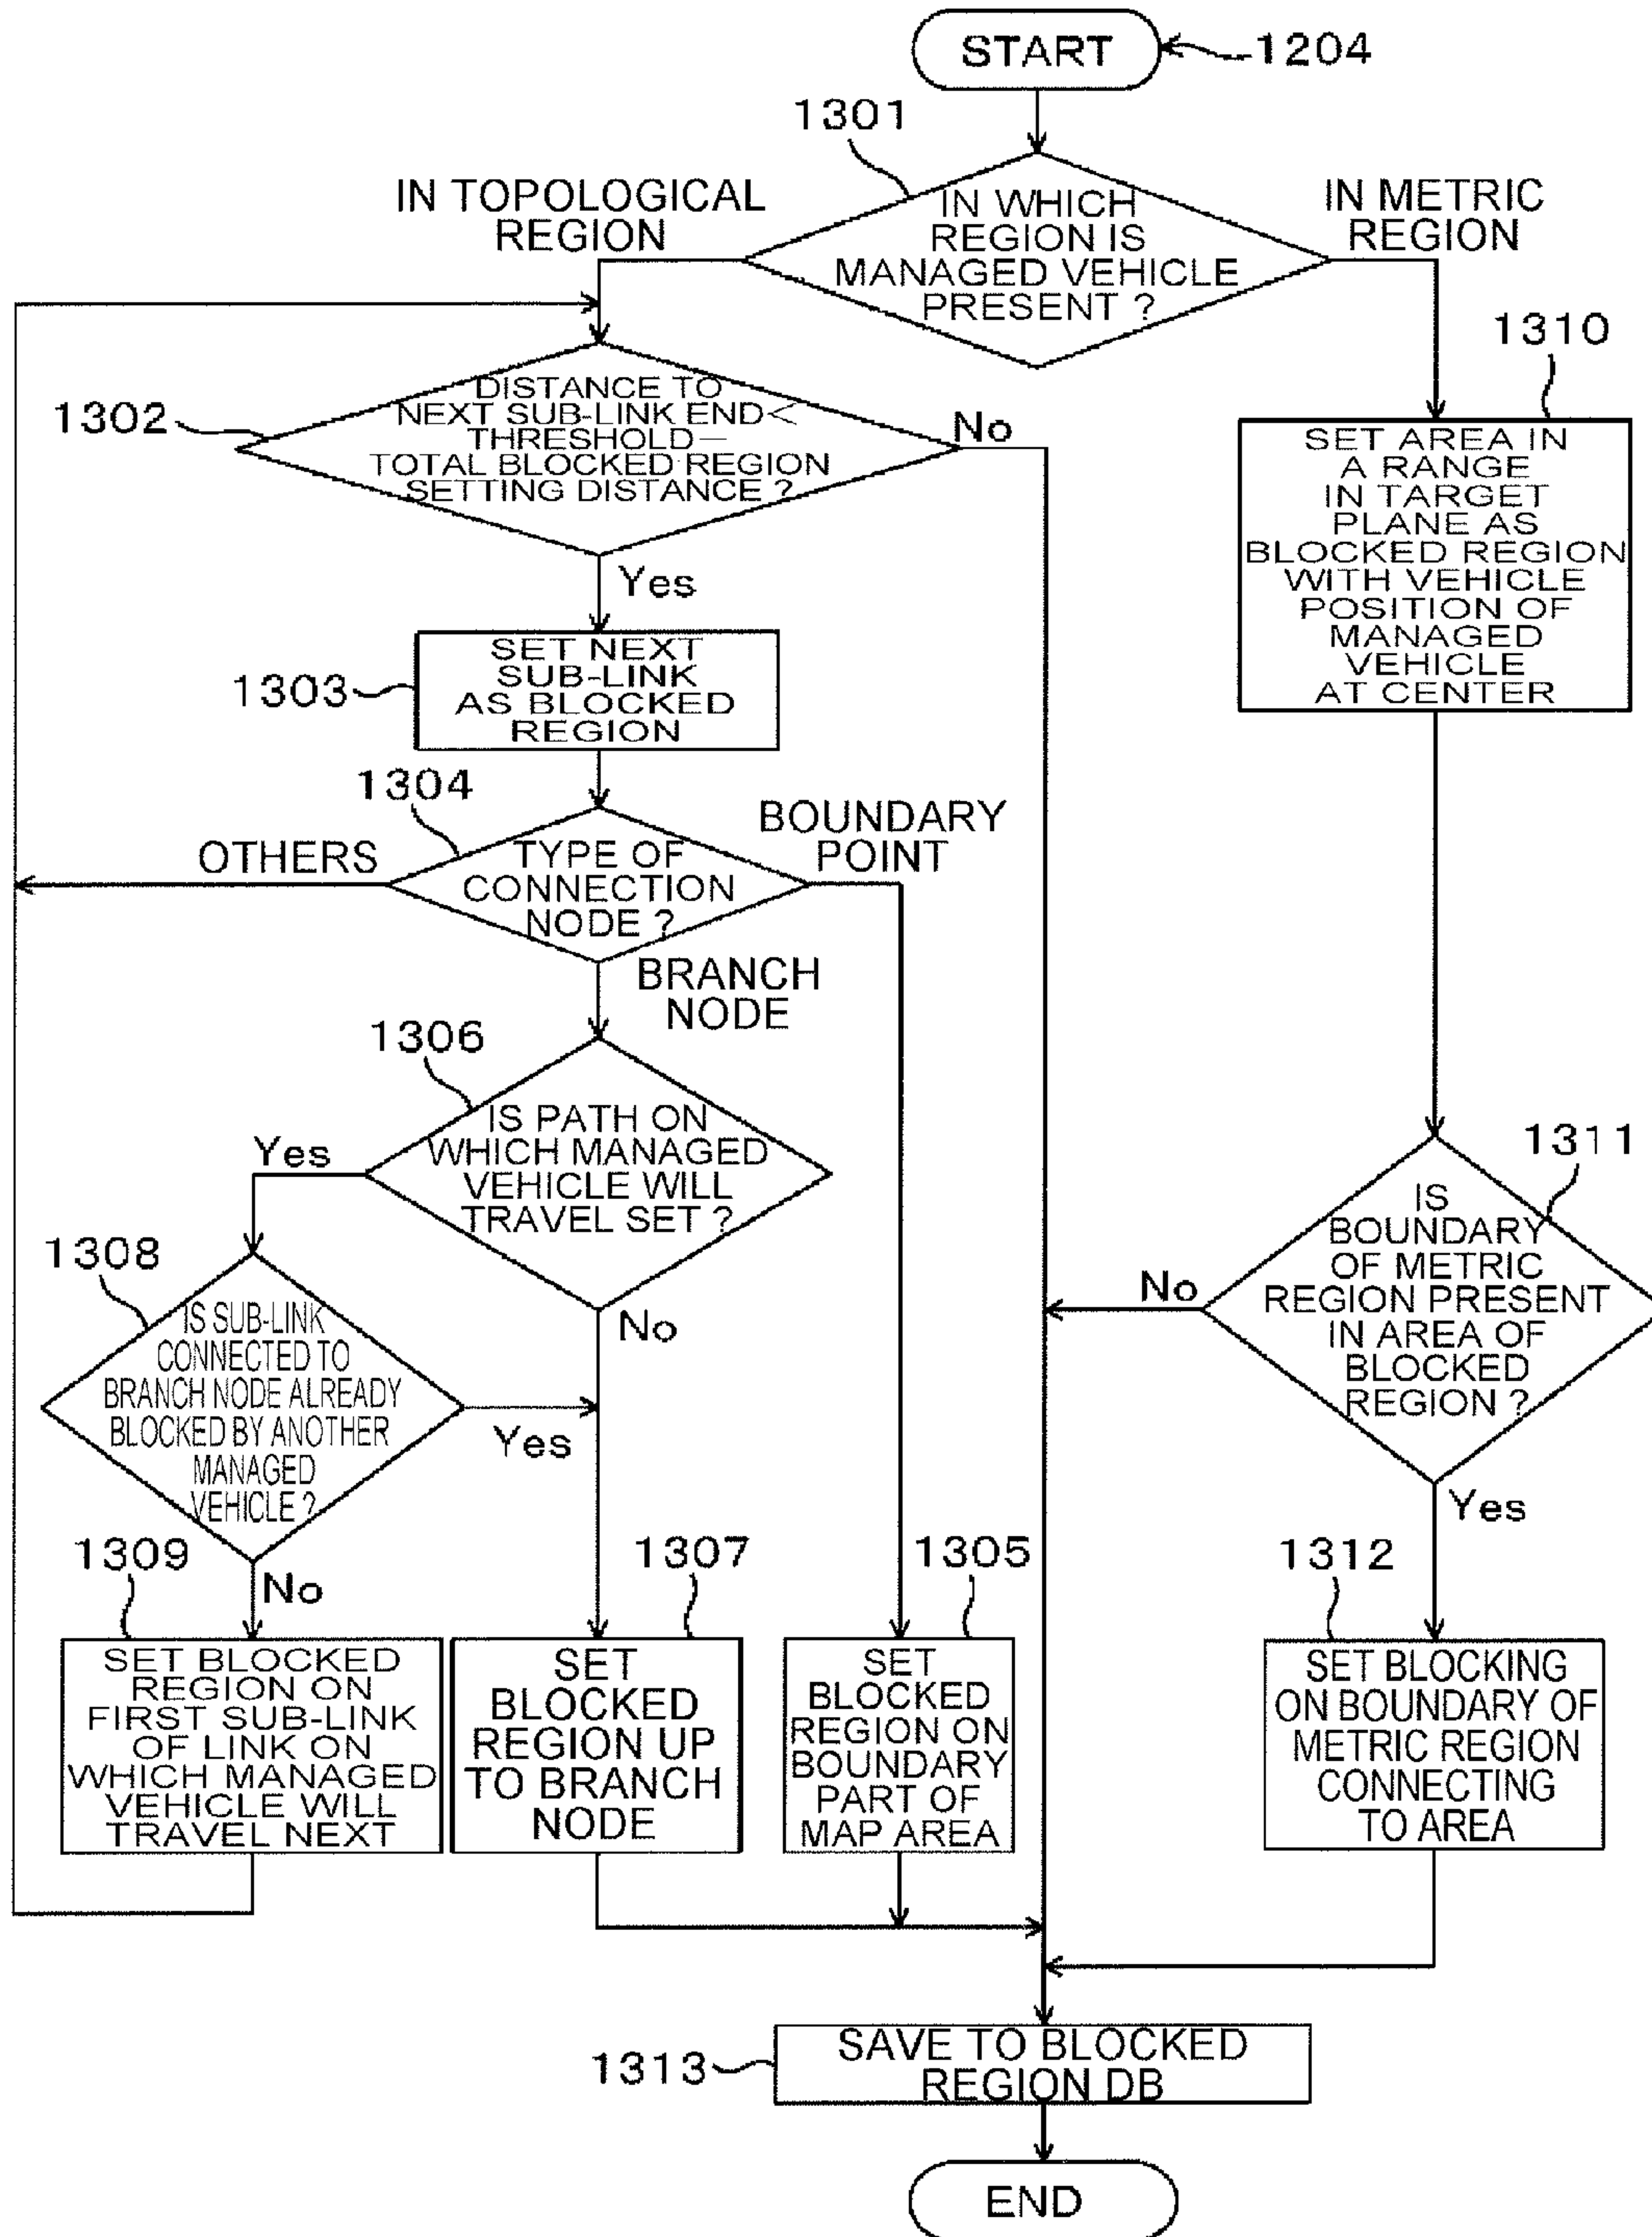 START
1204
1301
IN WHICH
REGION IS
MANAGED VEHICLE
PRESENT ?
IN TOPOLOGICAL
REGION
IN METRIC
REGION
1302
DISTANCE TO
NEXT SUB-LINK END<
THRESHOLD—
TOTAL BLOCKED REGION
SETTING DISTANCE ?
No
Yes
1310
SET AREA IN
A RANGE
IN TARGET
PLANE AS
BLOCKED REGION
WITH VEHICLE
POSITION OF
MANAGED
VEHICLE
AT CENTER
1303
SET NEXT
SUB-LINK
AS BLOCKED
REGION
1304
TYPE OF
CONNECTION
NODE ?
OTHERS
BOUNDARY
POINT
BRANCH
NODE
1306
IS PATH ON
WHICH MANAGED
VEHICLE WILL
TRAVEL SET ?
Yes
No
1308
IS SUB-LINK
CONNECTED TO
BRANCH NODE ALREADY
BLOCKED BY ANOTHER
MANAGED
VEHICLE ?
Yes
No
1311
IS
BOUNDARY
OF METRIC
REGION PRESENT
IN AREA OF
BLOCKED
REGION ?
No
Yes
1309
SET BLOCKED
REGION ON
FIRST SUB-LINK
OF LINK ON
WHICH MANAGED
VEHICLE WILL
TRAVEL NEXT
1307
SET
BLOCKED
REGION UP
TO BRANCH
NODE
1305
SET
BLOCKED
REGION ON
BOUNDARY
PART OF
MAP AREA
1312
SET BLOCKING
ON BOUNDARY OF
METRIC REGION
CONNECTING
TO AREA
1313
SAVE TO BLOCKED
REGION DB
END